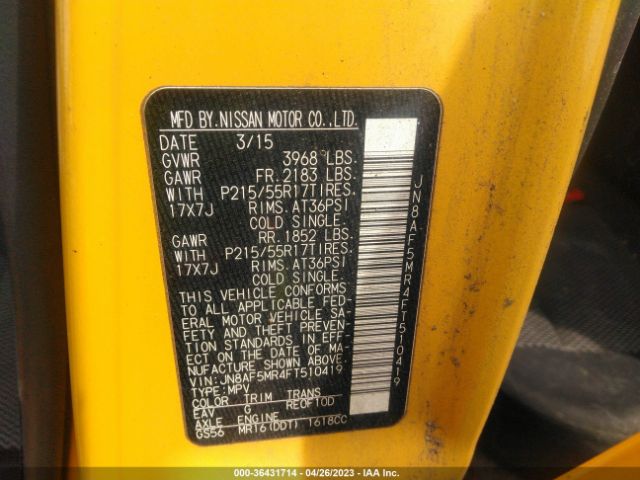 MFD BY.NISSAN MOTOR CO.,LTD.
DATE 3/15
GVWR 3968 LBS.
GAWR FR. 2183 LBS.
WITH P215/55R17TIRES.
17X7J RIMS AT36PSI
COLD SINGLE.
GAWR RR. 1852 LBS.
WITH P215/55R17TIRES.
17X7J RIMS AT36PSI
COLD SINGLE.
THIS VEHICLE CONFORMS
TO ALL APPLICABLE FED-
ERAL MOTOR VEHICLE SA-
FETY AND THEFT PREVEN-
TION STANDARDS IN EFF-
ECT ON THE DATE OF MA-
NUFACTURE SHOWN ABOVE.
VIN:JN8AF5MR4FT510419
TYPE:MPV
COLOR TRIM TRANS
EAV G RE0F10D
AXLE ENGINE
GS56 MR16(DDT) 1618CC
JN8AF5MR4FT510419
000-36431714 - 04/26/2023 - IAA Inc.